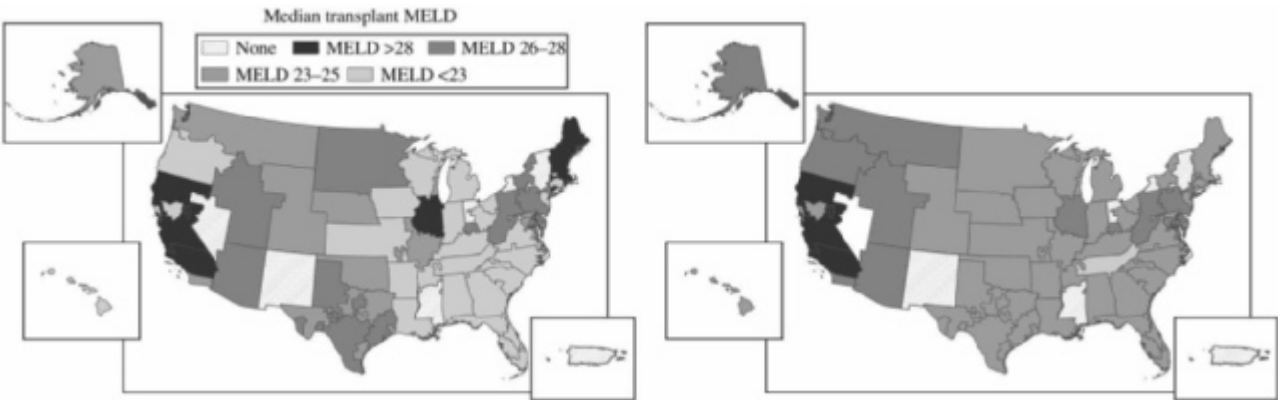 Median transplant MELD
None MELD >28 MELD 26–28
MELD 23–25 MELD <23